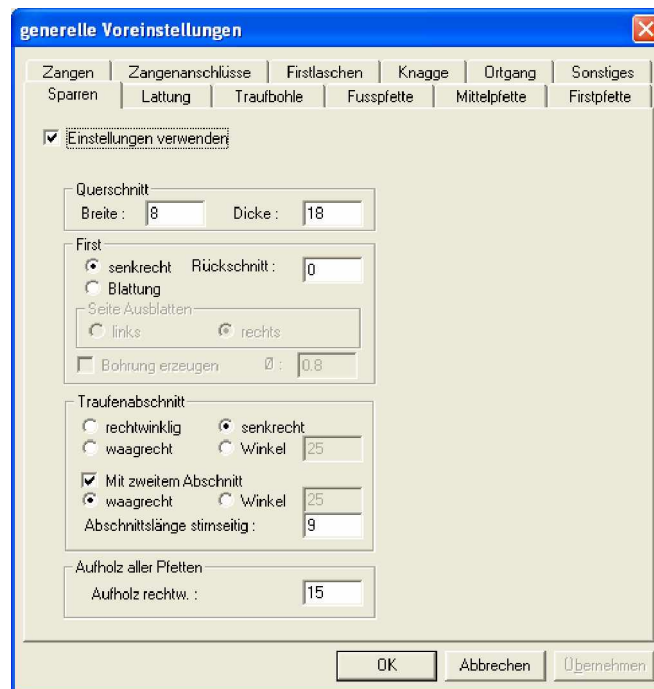 generelle Voreinstellungen
Zangen Zangenanschlüsse Firstlaschen Knagge Ortgang Sonstiges
Sparren Lattung Traufbohle Fusspfette Mittelpfette Firstpfette
Einstellungen verwenden
Querschnitt
Breite : 8 Dicke : 18
First
senkrecht Rückschnitt : 0
Blattung
Seite Ausblatten
links rechts
Bohrung erzeugen Ø : 0.8
Traufenabschnitt
rechtwinklig senkrecht
waagrecht Winkel 25
Mit zweitem Abschnitt
waagrecht Winkel 25
Abschnittslänge stirnseitig : 9
Aufholz aller Pfetten
Aufholz rechtw. : 15
OK Abbrechen Übernehmen